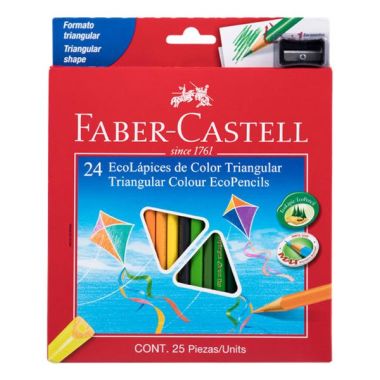 Formato
triangular
Triangular
shape
FABER-CASTELL
since 1761
24 EcoLápices de Color Triangular
Triangular Colour EcoPencils
CONT. 25 Piezas/Units